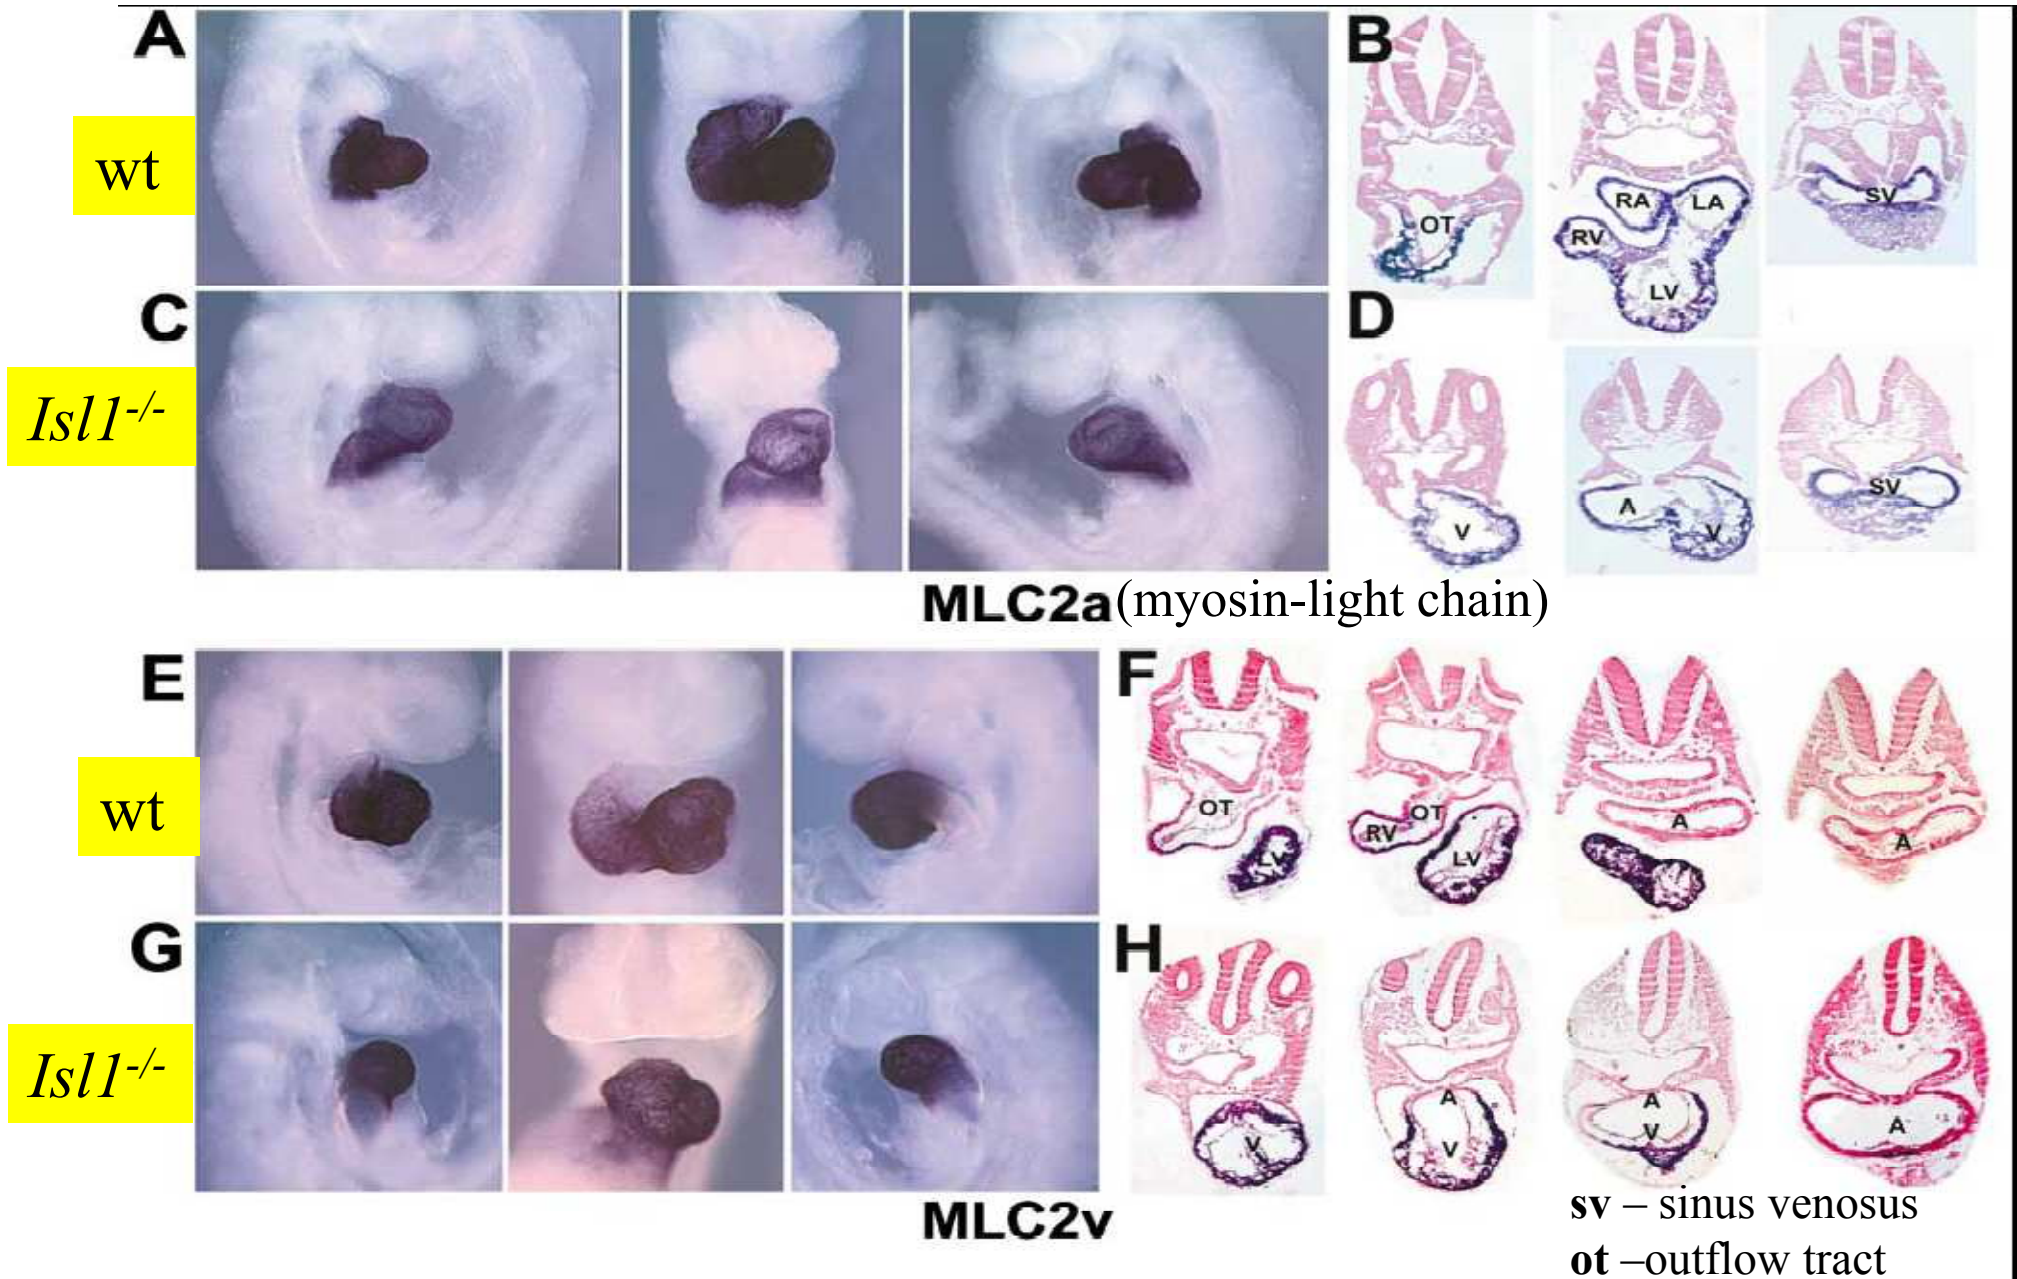 A
B
wt
OT
RA
LA
SV
RV
LV
C
D
Isl1-/-
V
A
V
SV
MLC2a (myosin-light chain)
E
F
wt
OT
LV
RV
OT
LV
A
A
G
H
Isl1-/-
V
A
V
A
V
A
MLC2v
sv – sinus venosus
ot –outflow tract